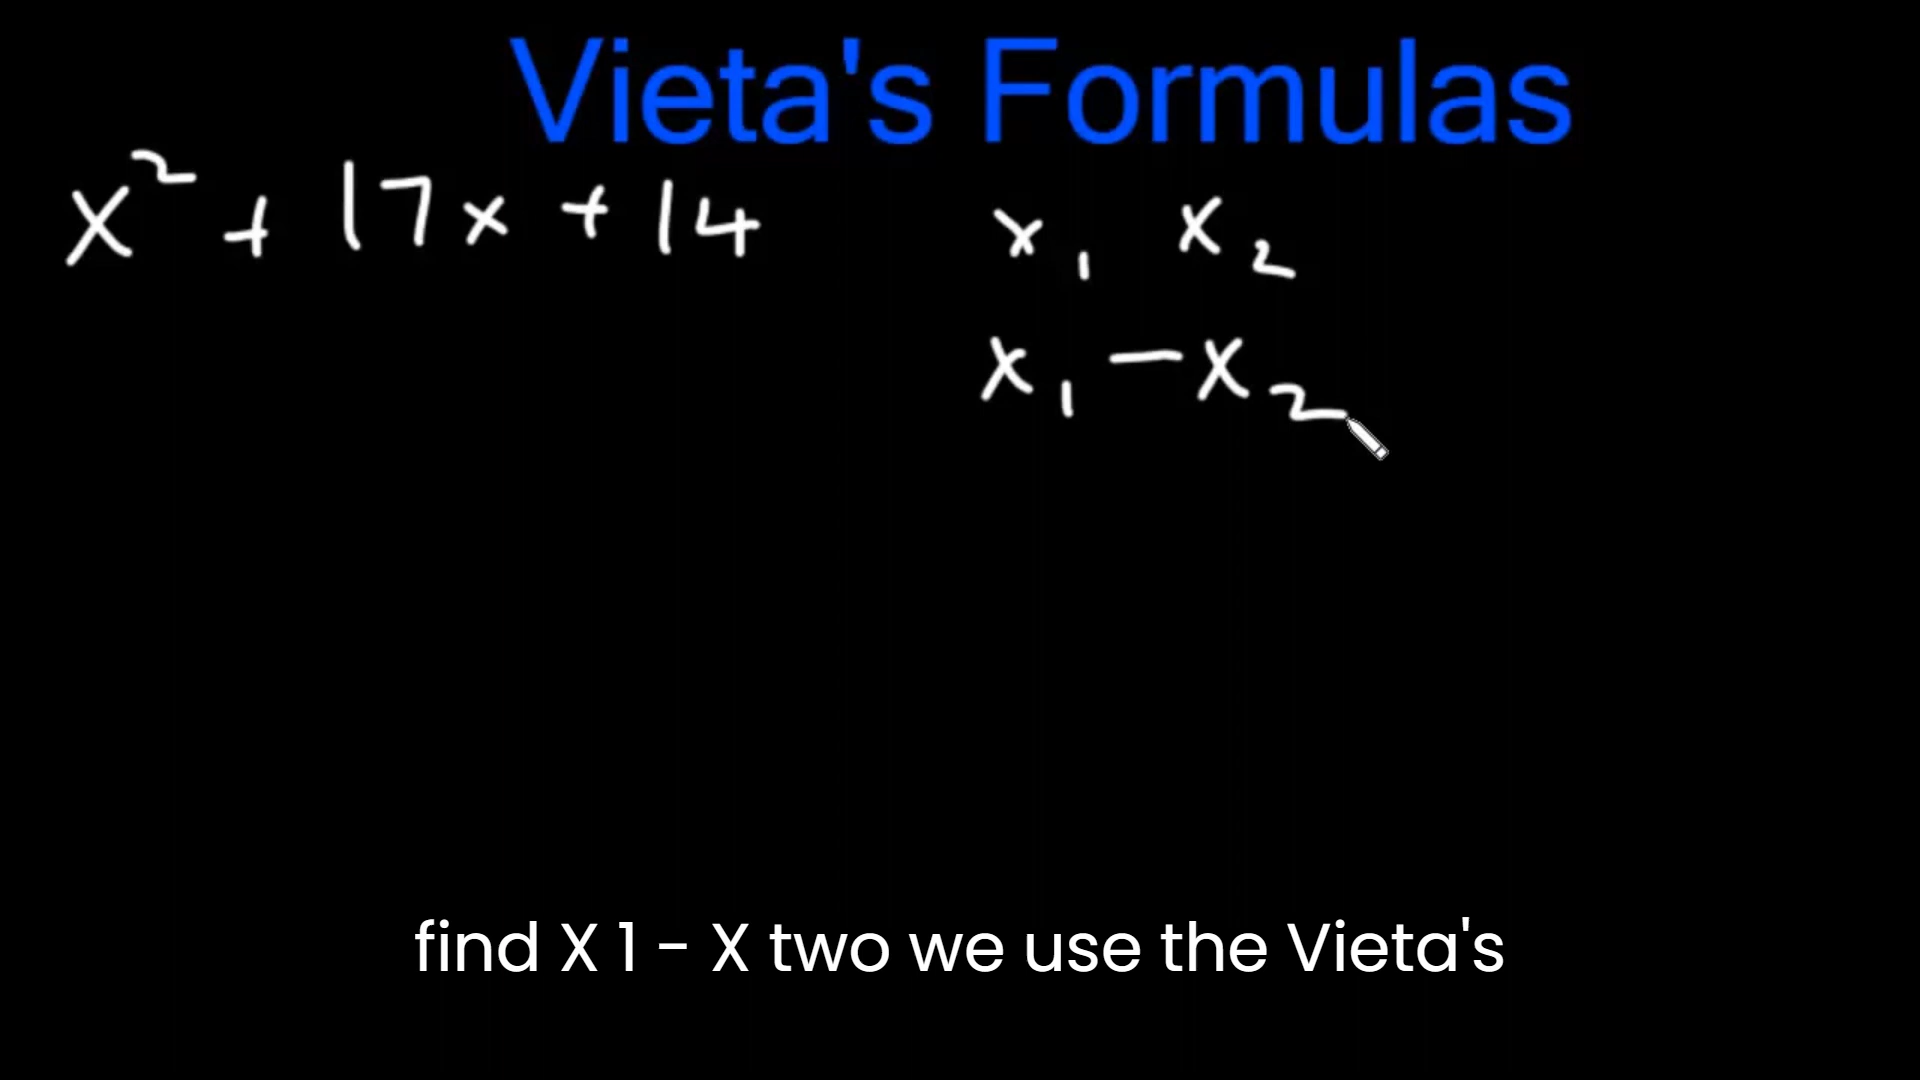 Vieta's Formulas
x² + 17x + 14
x₁ x₂
x₁ - x₂
find X 1 - X two we use the Vieta's